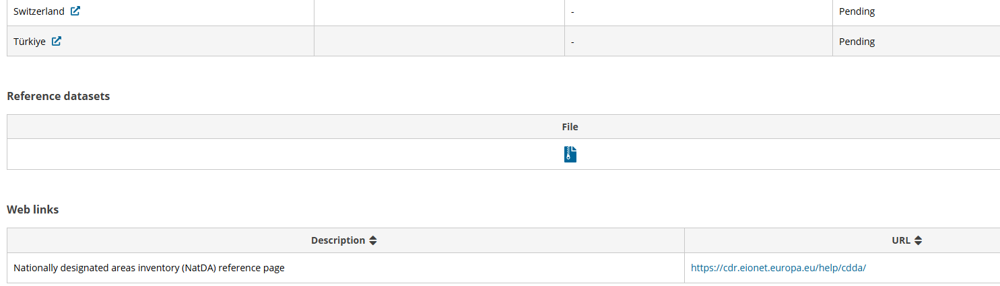 Switzerland - Pending
Türkiye - Pending
Reference datasets
File
Web links
Description URL
Nationally designated areas inventory (NatDA) reference page https://cdr.eionet.europa.eu/help/cdda/